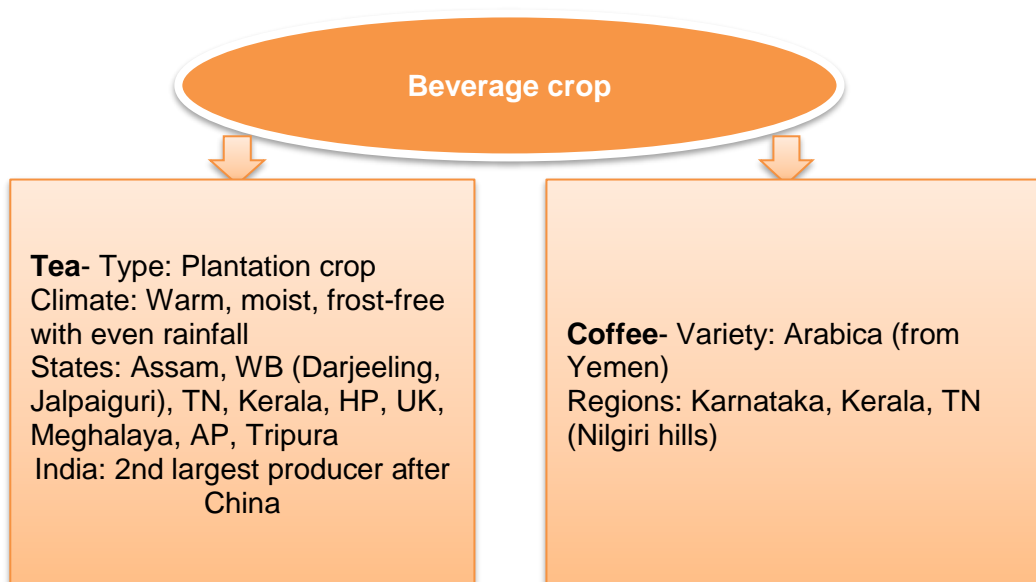 Beverage crop
Tea- Type: Plantation crop
Climate: Warm, moist, frost-free
with even rainfall
States: Assam, WB (Darjeeling,
Jalpaiguri), TN, Kerala, HP, UK,
Meghalaya, AP, Tripura
India: 2nd largest producer after
China
Coffee- Variety: Arabica (from
Yemen)
Regions: Karnataka, Kerala, TN
(Nilgiri hills)